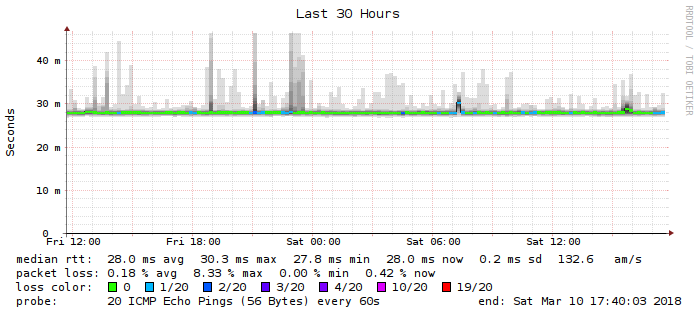 Last 30 Hours
RRDTOOL / TOBI OETIKER
Seconds
40 m
30 m
20 m
10 m
0
Fri 12:00 Fri 18:00 Sat 00:00 Sat 06:00 Sat 12:00
median rtt: 28.0 ms avg 30.3 ms max 27.8 ms min 28.0 ms now 0.2 ms sd 132.6 am/s
packet loss: 0.18 % avg 8.33 % max 0.00 % min 0.42 % now
loss color: 0 1/20 2/20 3/20 4/20 10/20 19/20
probe: 20 ICMP Echo Pings (56 Bytes) every 60s end: Sat Mar 10 17:40:03 2018